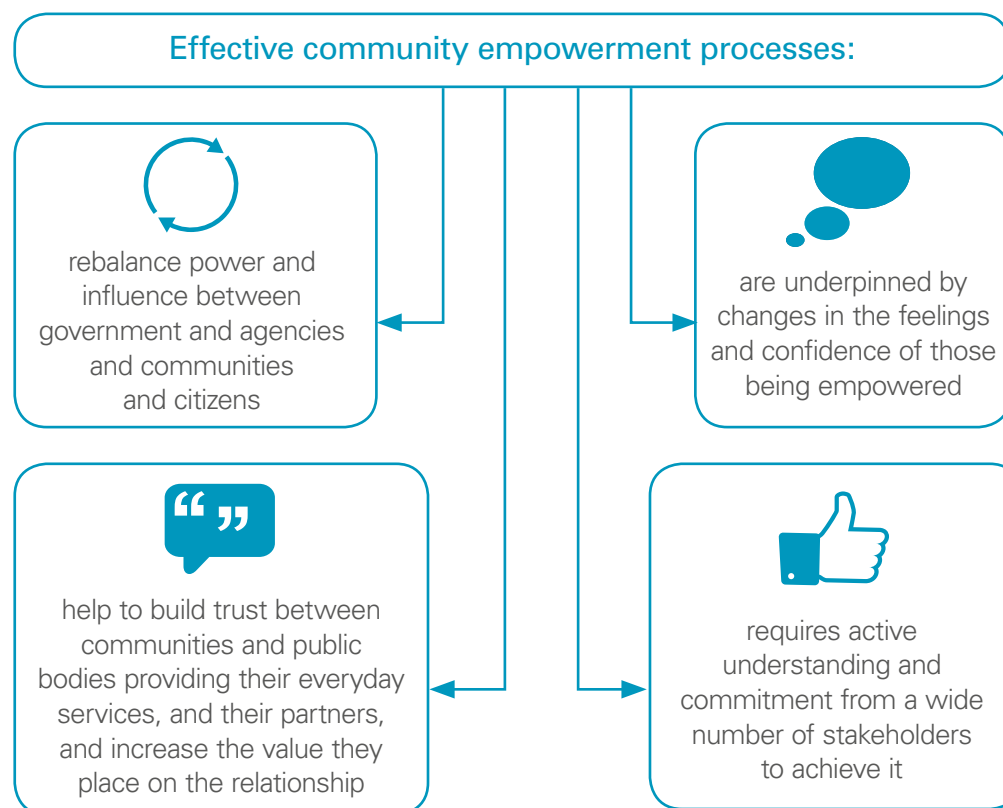 Effective community empowerment processes:
rebalance power and
influence between
government and agencies
and communities
and citizens
are underpinned by
changes in the feelings
and confidence of those
being empowered
help to build trust between
communities and public
bodies providing their everyday
services, and their partners,
and increase the value they
place on the relationship
requires active
understanding and
commitment from a wide
number of stakeholders
to achieve it